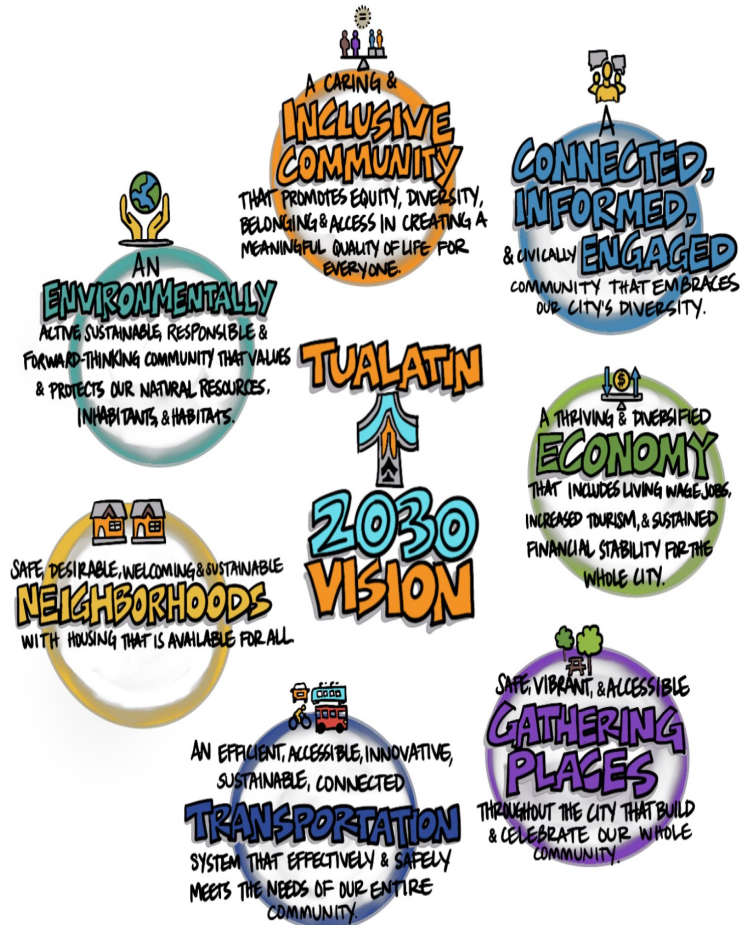 A CARING &
INCLUSIVE
COMMUNITY
THAT PROMOTES EQUITY, DIVERSITY,
BELONGING & ACCESS IN CREATING A
MEANINGFUL QUALITY OF LIFE FOR
EVERYONE.
A
CONNECTED,
INFORMED,
& CIVICALLY ENGAGED
COMMUNITY THAT EMBRACES
OUR CITY'S DIVERSITY.
AN
ENVIRONMENTALLY
ACTIVE, SUSTAINABLE, RESPONSIBLE &
FORWARD-THINKING COMMUNITY THAT VALUES
& PROTECTS OUR NATURAL RESOURCES,
INHABITANTS, & HABITATS.
TUALATIN
2030
VISION
A THRIVING & DIVERSIFIED
ECONOMY
THAT INCLUDES LIVING WAGE JOBS,
INCREASED TOURISM, & SUSTAINED
FINANCIAL STABILITY FOR THE
WHOLE CITY.
SAFE, DESIRABLE, WELCOMING & SUSTAINABLE
NEIGHBORHOODS
WITH HOUSING THAT IS AVAILABLE FOR ALL.
SAFE, VIBRANT, & ACCESSIBLE
GATHERING
PLACES
THROUGHOUT THE CITY THAT BUILD
& CELEBRATE OUR WHOLE
COMMUNITY.
AN EFFICIENT, ACCESSIBLE, INNOVATIVE,
SUSTAINABLE, CONNECTED
TRANSPORTATION
SYSTEM THAT EFFECTIVELY & SAFELY
MEETS THE NEEDS OF OUR ENTIRE
COMMUNITY.